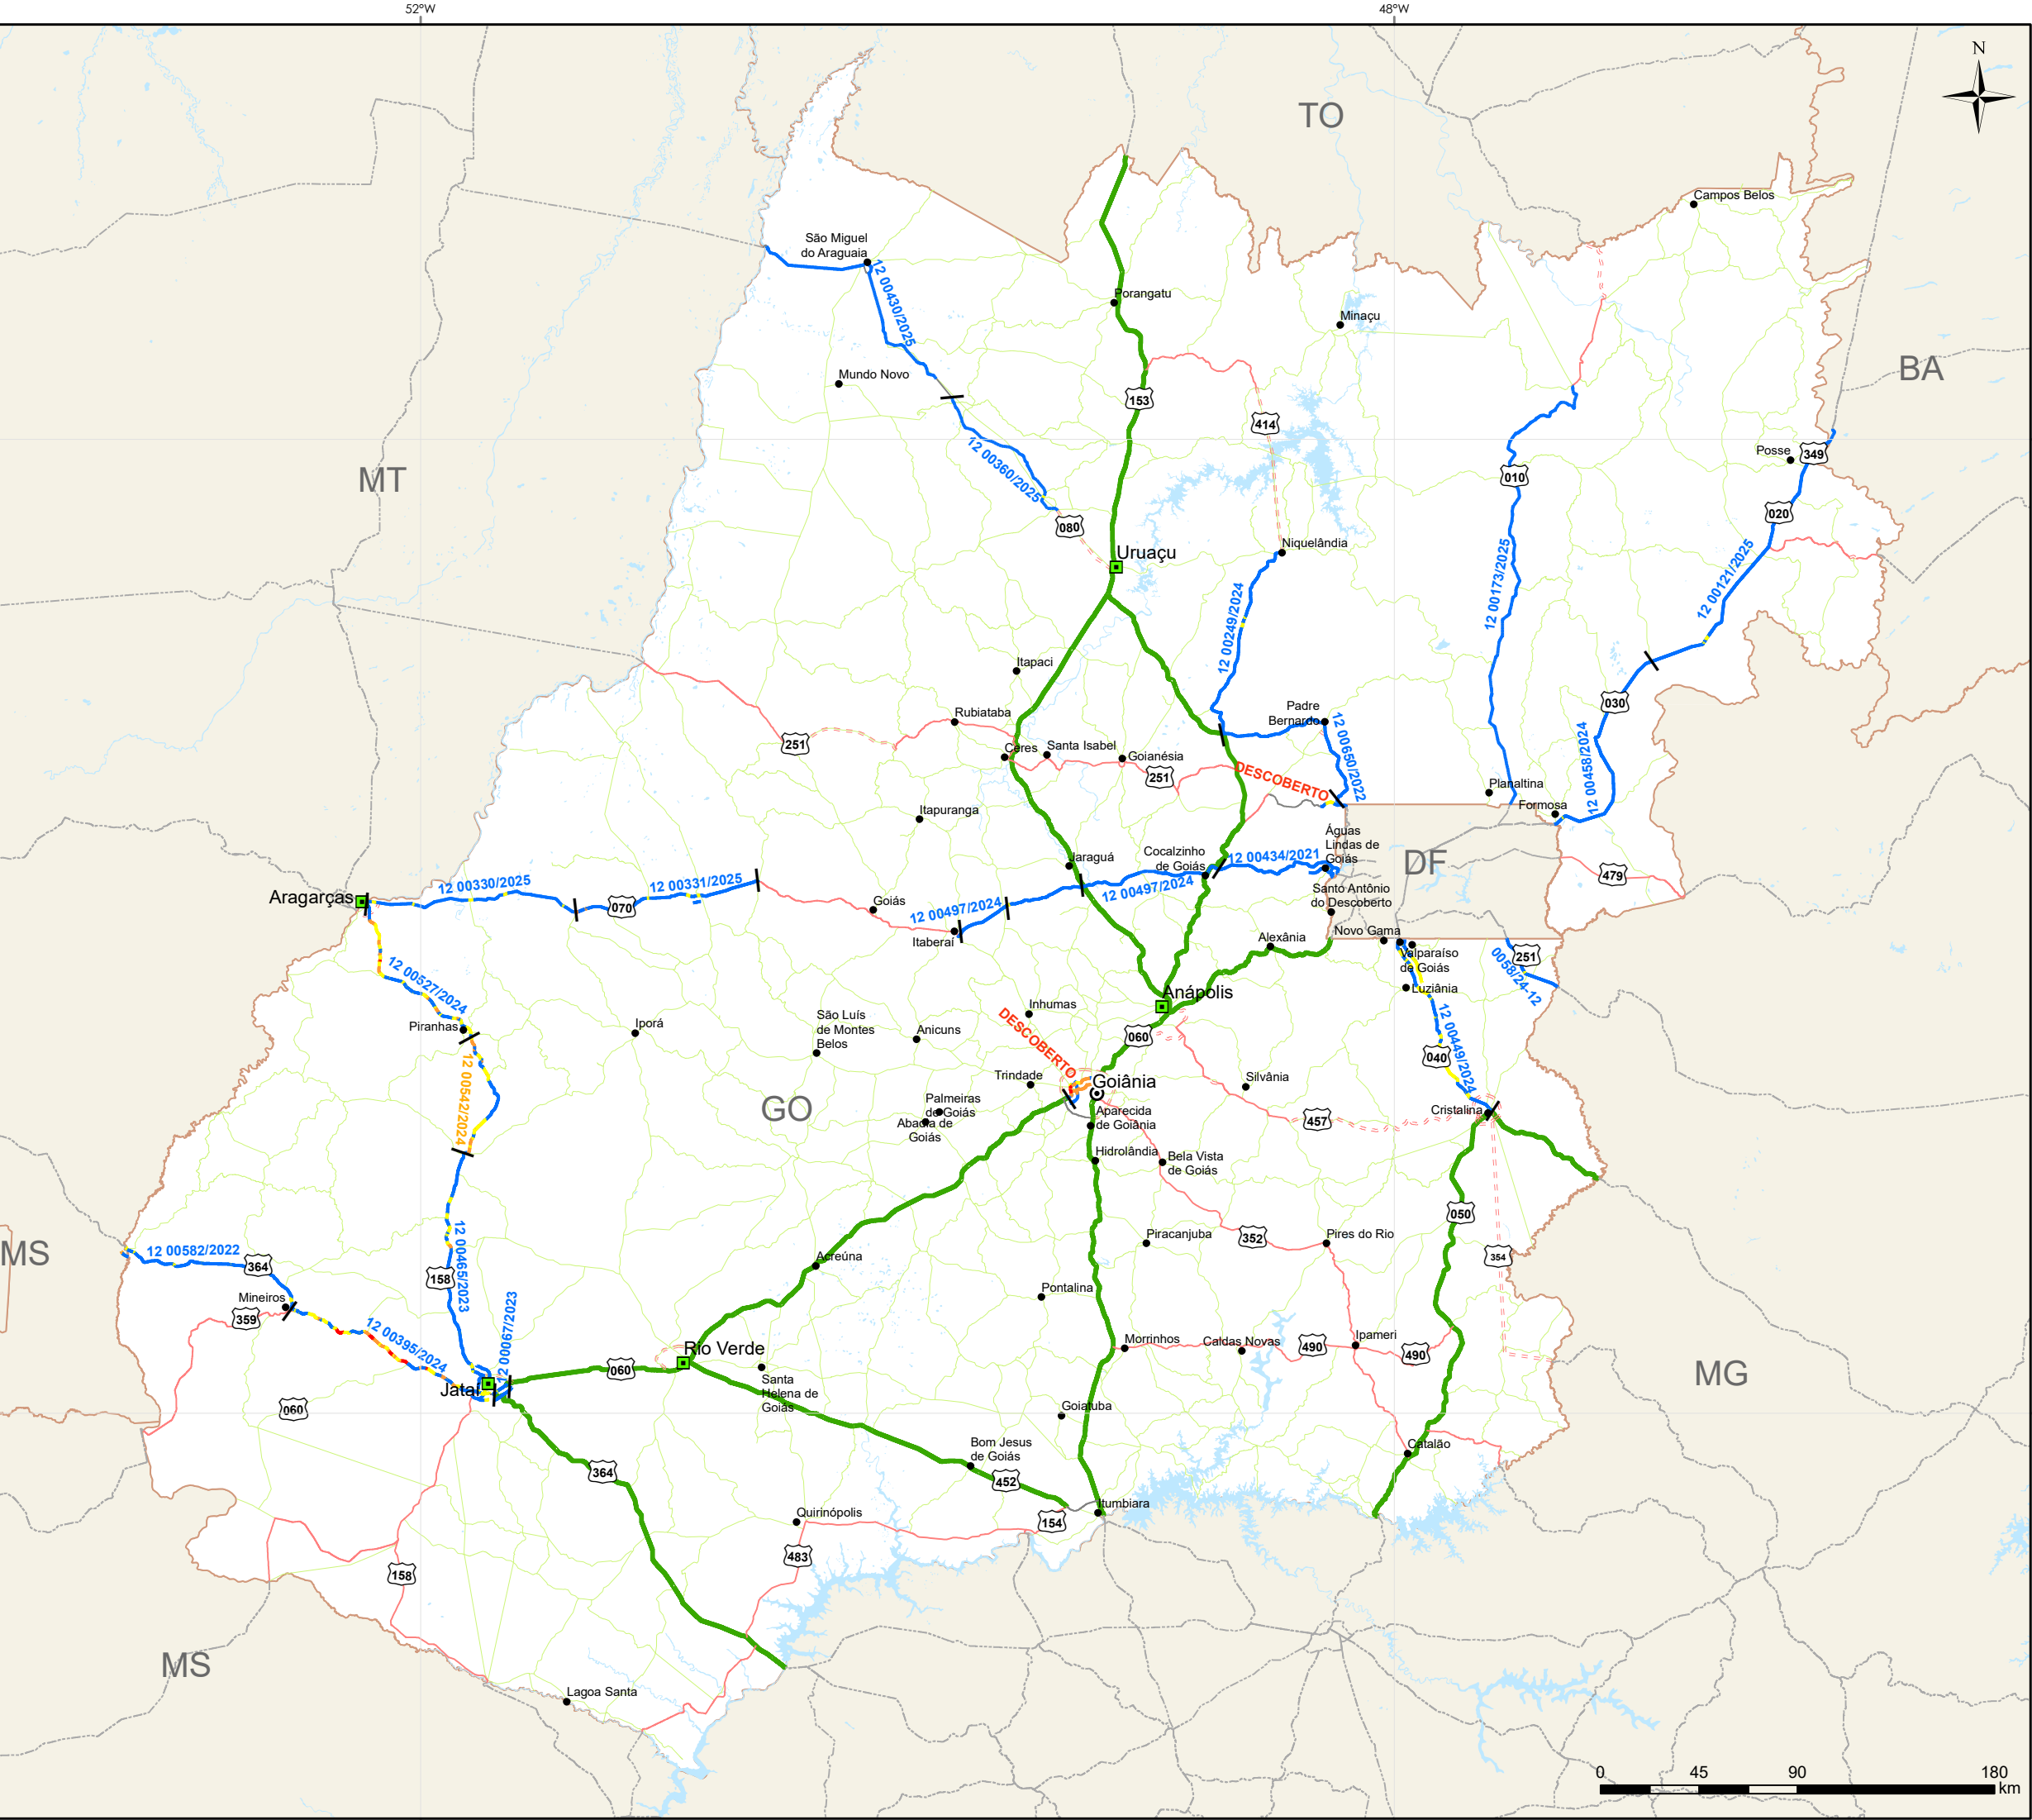 52°W
48°W
N
TO
Campos Belos
São Miguel
do Araguaia
12 00430/2025
Porangatu
Minaçu
BA
Mundo Novo
153
414
MT
12 00360/2025
Posse
349
010
020
080
Uruaçu
Niquelândia
12 00173/2025
12 00121/2025
12 00249/2024
Itapaci
030
Rubiataba
Padre
Bernardo
12 00650/2022
251
Ceres
Santa Isabel
Goianésia
251
DESCOBERTO
12 00458/2024
Planaltina
Formosa
Itapuranga
Águas
Lindas de
Goiás
Jaraguá
Cocalzinho
de Goiás
12 00434/2021
DF
479
Aragarças
12 00330/2025
12 00331/2025
12 00497/2024
Santo Antônio
do Descoberto
070
Goiás
12 00497/2024
Itaberaí
Novo Gama
Alexânia
Valparaíso
de Goiás
251
0058/24-12
12 00527/2024
Luziânia
Anápolis
Inhumas
DESCOBERTO
São Luís
de Montes
Belos
Anicuns
Iporá
Piranhas
060
12 00449/2024
040
12 00542/2024
Trindade
Goiânia
Silvânia
GO
Palmeiras
de Goiás
Abadia de
Goiás
Aparecida
de Goiânia
457
Cristalina
Hidrolândia
Bela Vista
de Goiás
050
MS
12 00582/2022
364
12 00465/2023
158
Piracanjuba
352
Pires do Rio
354
Acreúna
Mineiros
359
12 00067/2023
Pontalina
12 00395/2024
Morrinhos
Caldas Novas
490
Ipameri
490
Rio Verde
060
MG
Jataí
Santa
Helena de
Goiás
060
Goiatuba
Bom Jesus
de Goiás
Catalão
364
452
Itumbiara
Quirinópolis
154
483
158
MS
Lagoa Santa
0
45
90
180
km